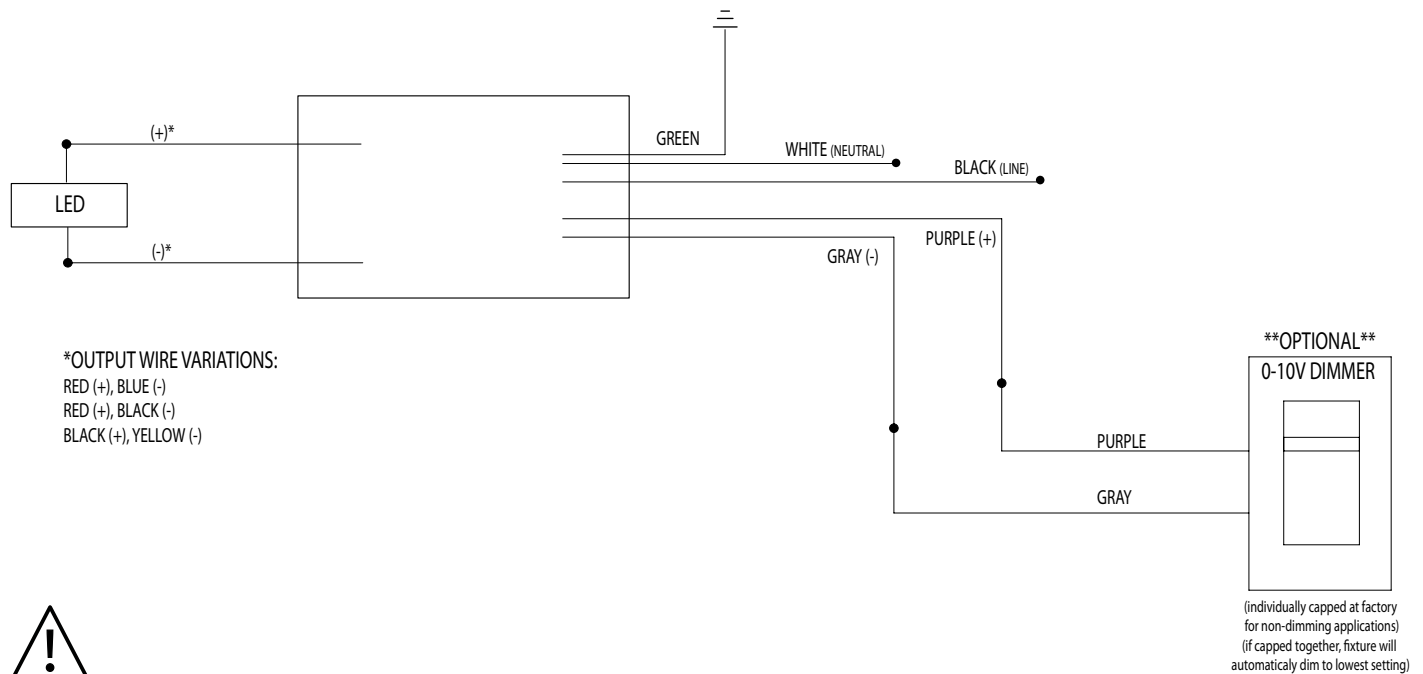 GREEN
WHITE (NEUTRAL)
BLACK (LINE)
(+)*
LED
(-)*
PURPLE (+)
GRAY (-)
*OUTPUT WIRE VARIATIONS:
RED (+), BLUE (-)
RED (+), BLACK (-)
BLACK (+), YELLOW (-)
**OPTIONAL**
0-10V DIMMER
PURPLE
GRAY
(individually capped at factory
for non-dimming applications)
(if capped together, fixture will
automaticaly dim to lowest setting)
!